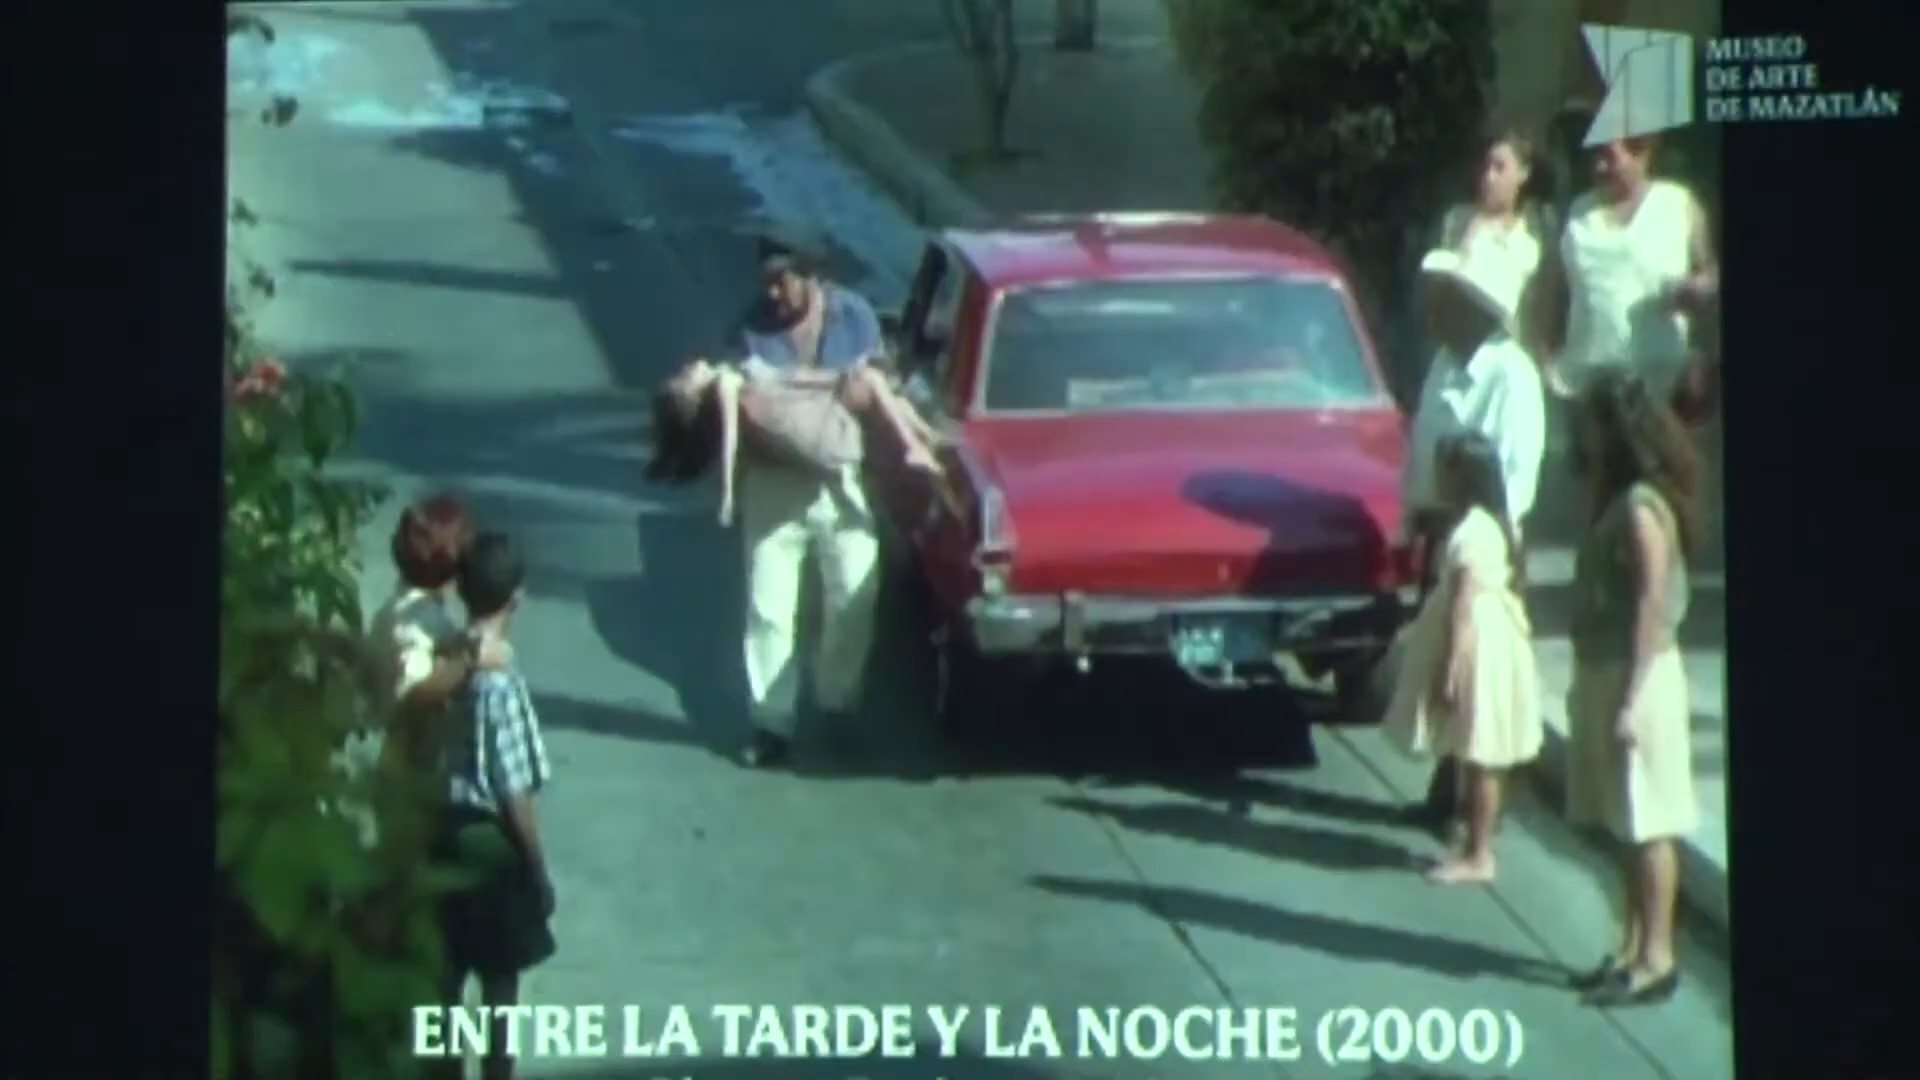 MUSEO
DE ARTE
DE MAZATLÁN
ENTRE LA TARDE Y LA NOCHE (2000)